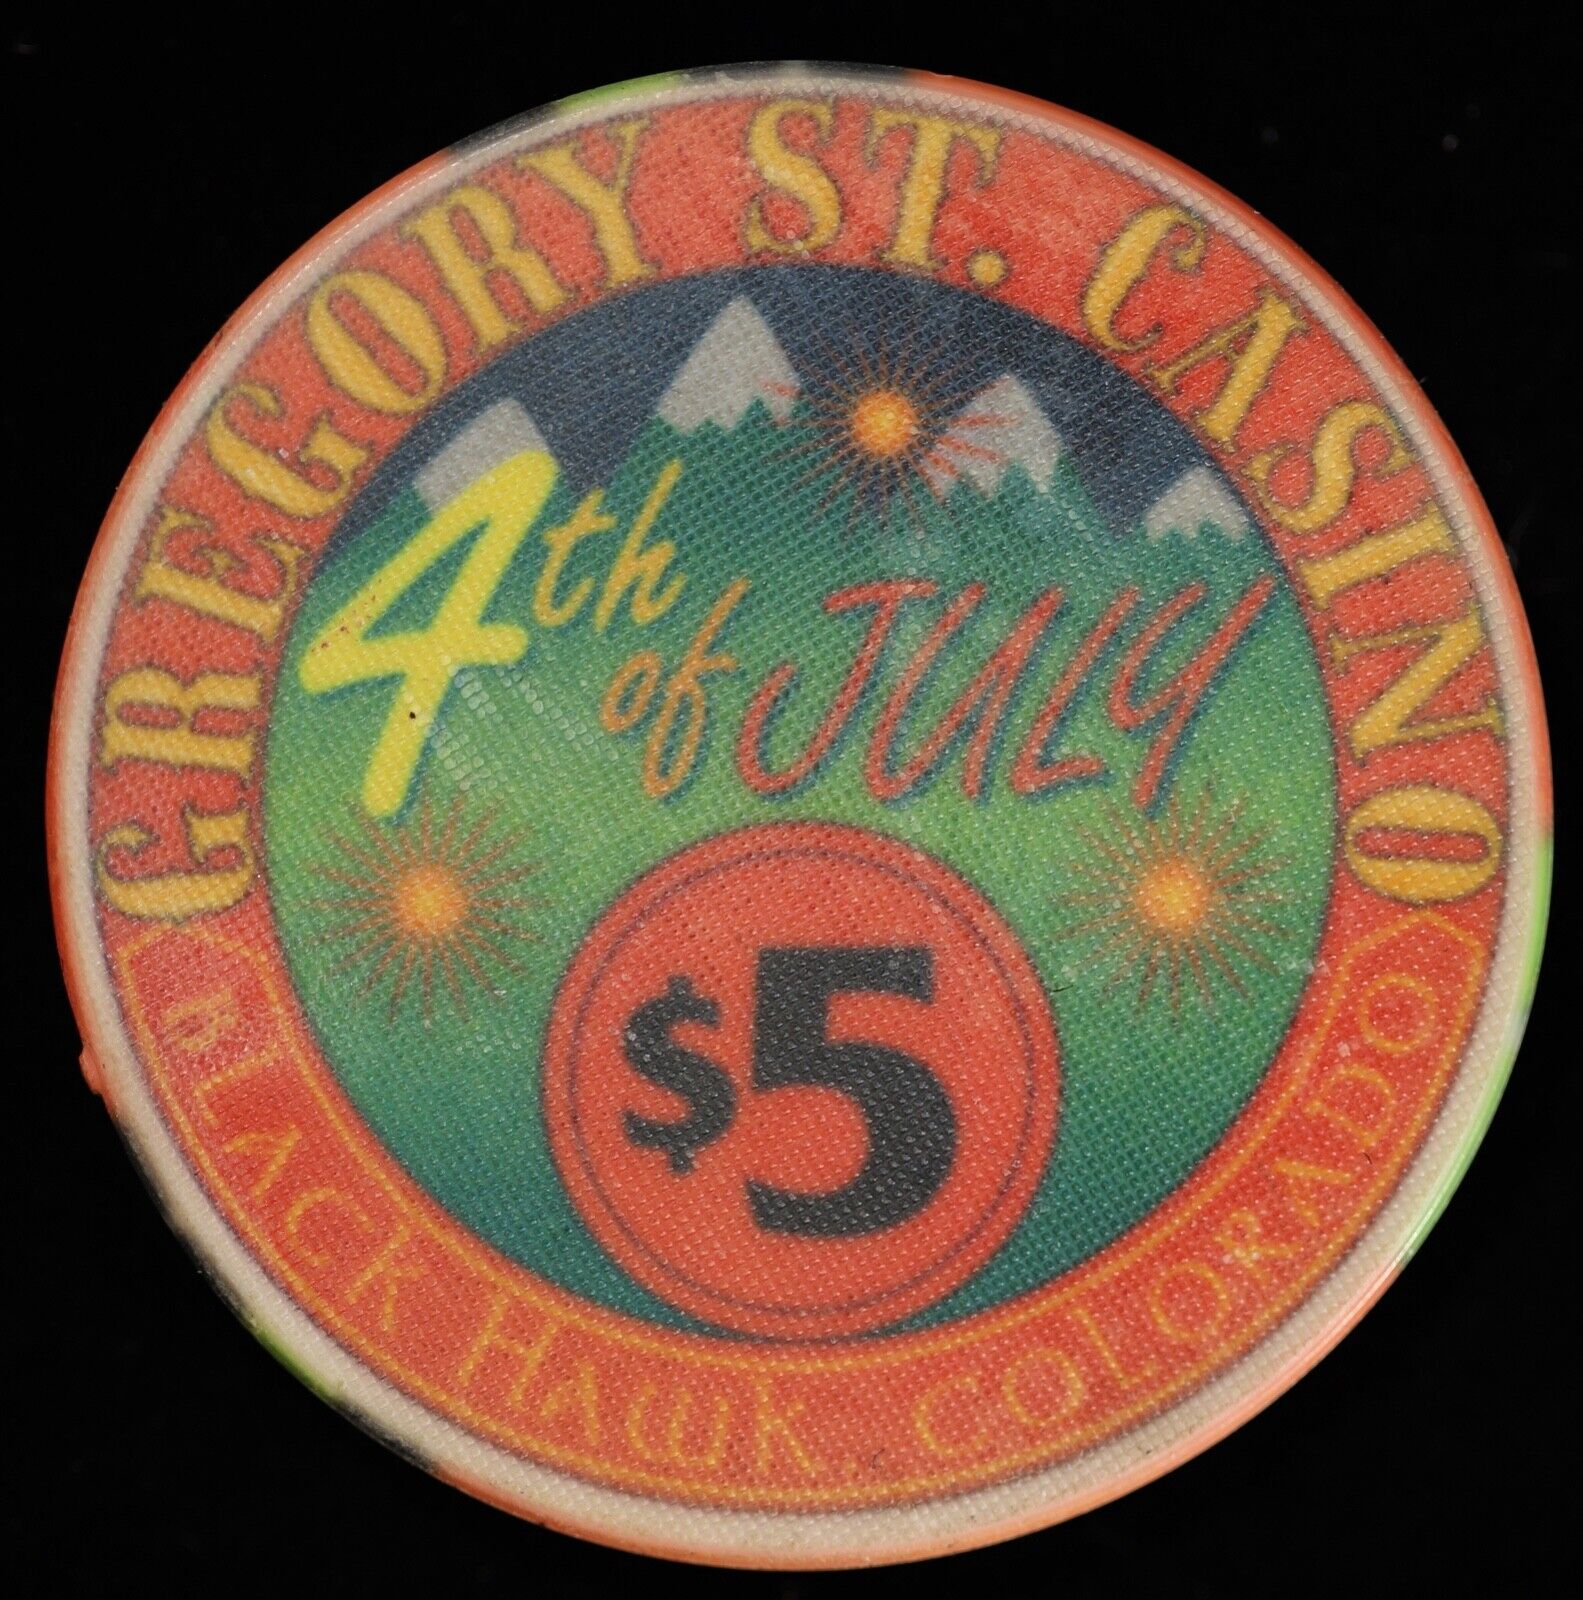 GREGORY ST. CASINO
4th of JULY
$5
BLACK HAWK COLORADO